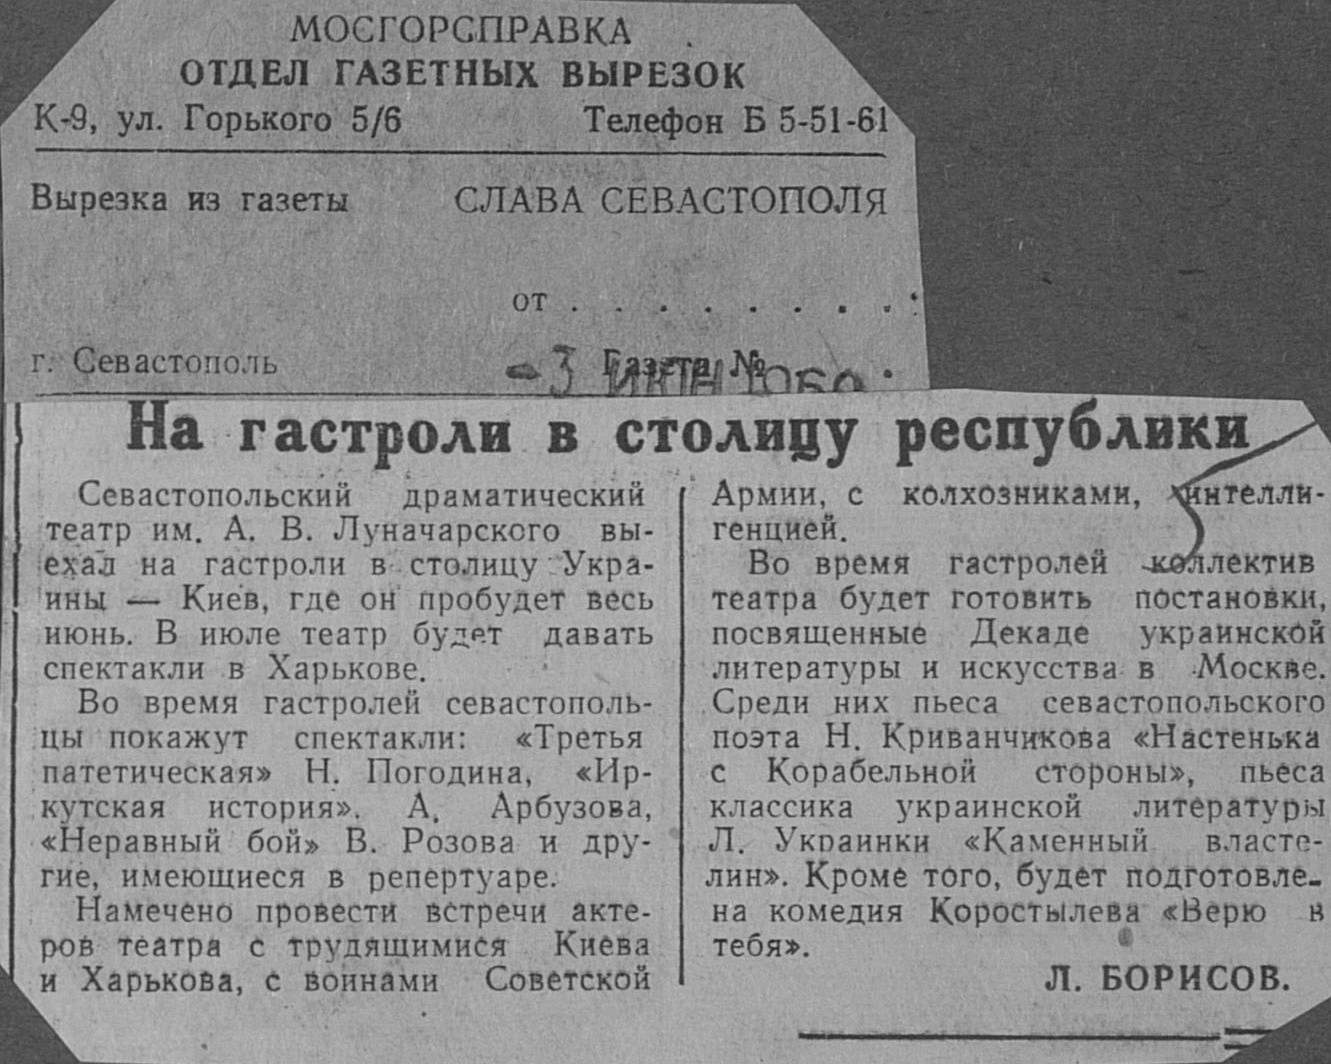 МОСГОРСПРАВКА
ОТДЕЛ ГАЗЕТНЫХ ВЫРЕЗОК
К-9, ул. Горького 5/6 Телефон Б 5-51-61
Вырезка из газеты СЛАВА СЕВАСТОПОЛЯ
от . . . . . . . . .
г. Севастополь -3 Газета №
На гастроли в столицу республики
Севастопольский драматический
театр им. А. В. Луначарского вы-
ехал на гастроли в столицу Укра-
ины — Киев, где он пробудет весь
июнь. В июле театр будет давать
спектакли в Харькове.
Во время гастролей севастополь-
цы покажут спектакли: «Третья
патетическая» Н. Погодина, «Ир-
кутская история». А. Арбузова,
«Неравный бой» В. Розова и дру-
гие, имеющиеся в репертуаре.
Намечено провести встречи акте-
ров театра с трудящимися Киева
и Харькова, с воинами Советской
Армии, с колхозниками, интелли-
генцией.
Во время гастролей коллектив
театра будет готовить постановки,
посвященные Декаде украинской
литературы и искусства в Москве.
Среди них пьеса севастопольского
поэта Н. Криванчикова «Настенька
с Корабельной стороны», пьеса
классика украинской литературы
Л. Украинки «Каменный власте-
лин». Кроме того, будет подготовле-
на комедия Коростылева «Верю в
тебя».
Л. БОРИСОВ.